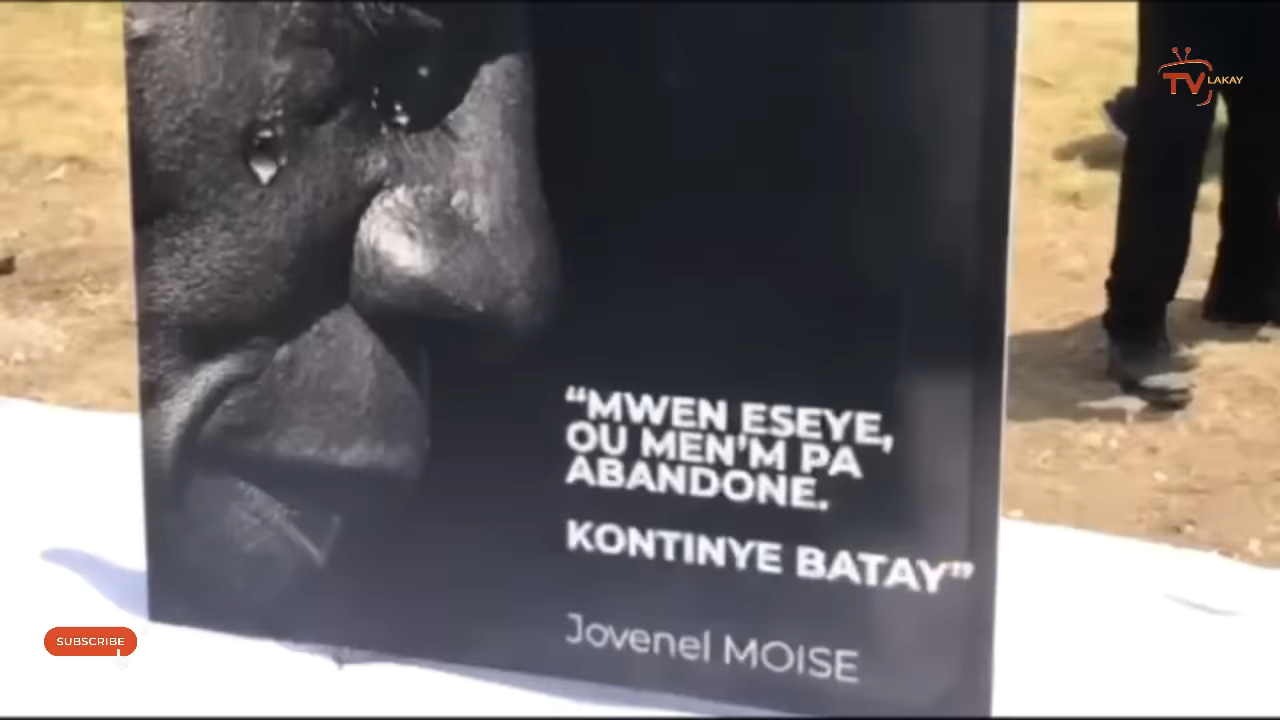 TV LAKAY
“MWEN ESEYE,
OU MEN'M PA
ABANDONE.
KONTINYE BATAY”
Jovenel MOISE
SUBSCRIBE